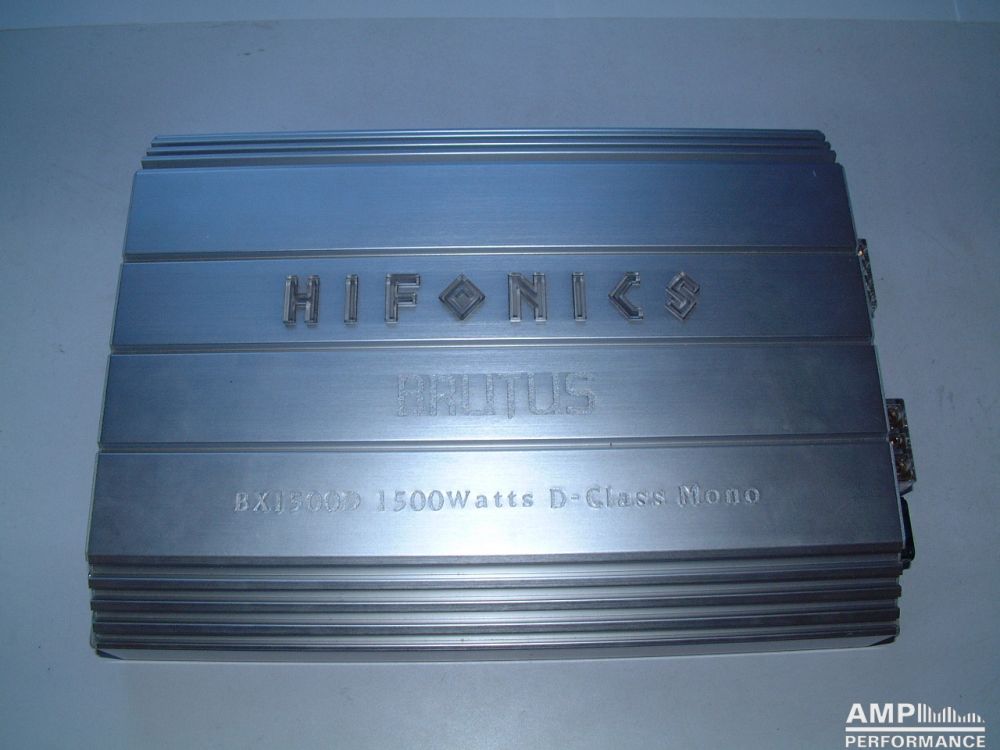 HIFONICS
BRUTUS
BX1500D 1500Watts D-Class Mono
AMP
PERFORMANCE